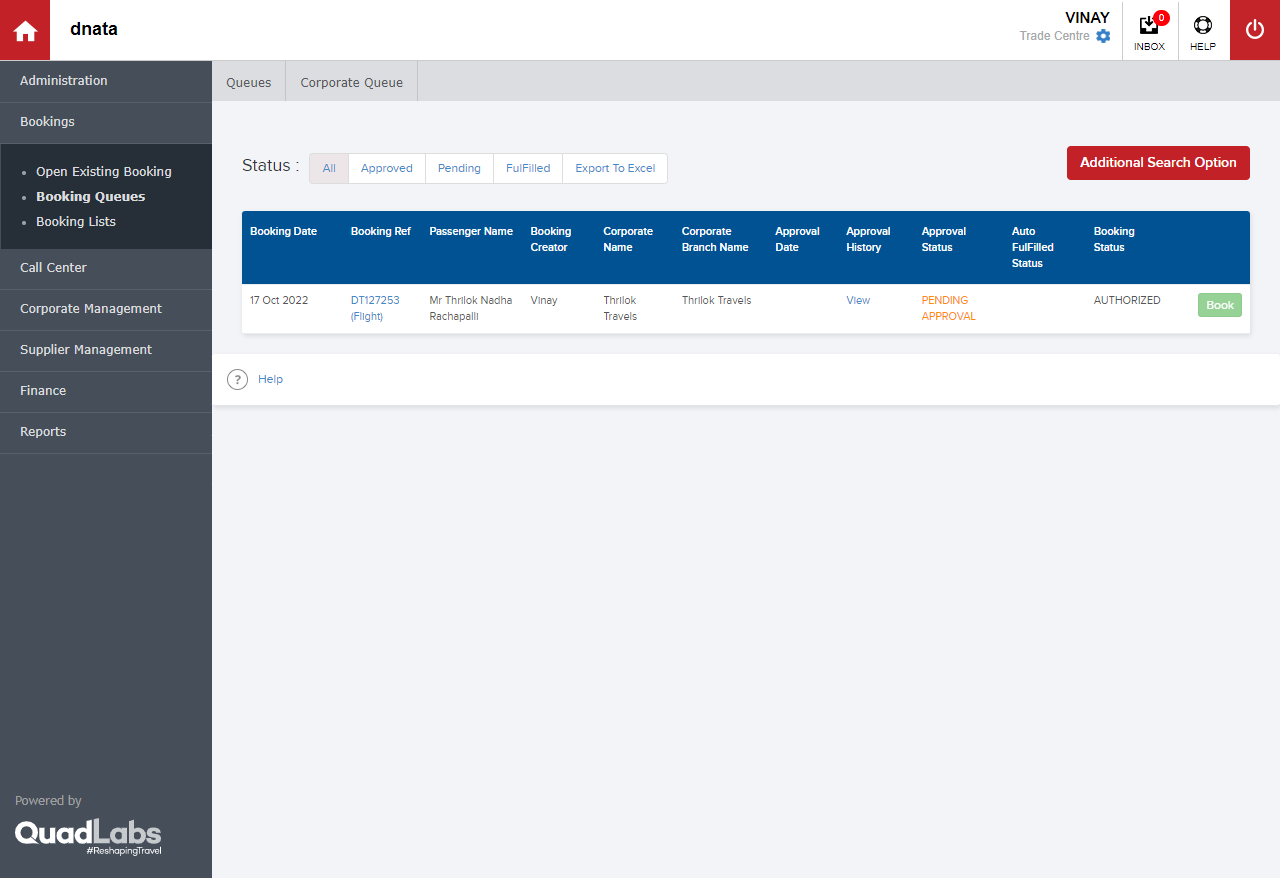 dnata
VINAY
Trade Centre
0
INBOX
HELP
Administration
Bookings
Open Existing Booking
Booking Queues
Booking Lists
Call Center
Corporate Management
Supplier Management
Finance
Reports
Powered by
QuadLabs
#ReshapingTravel
Queues
Corporate Queue
Status :
All
Approved
Pending
FulFilled
Export To Excel
Additional Search Option
Booking Date
Booking Ref
Passenger Name
Booking
Creator
Corporate
Name
Corporate
Branch Name
Approval
Date
Approval
History
Approval
Status
Auto
FulFilled
Status
Booking
Status
17 Oct 2022
DT127253
(Flight)
Mr Thrilok Nadha
Rachapalli
Vinay
Thrilok
Travels
Thrilok Travels
View
PENDING
APPROVAL
AUTHORIZED
Book
?
Help